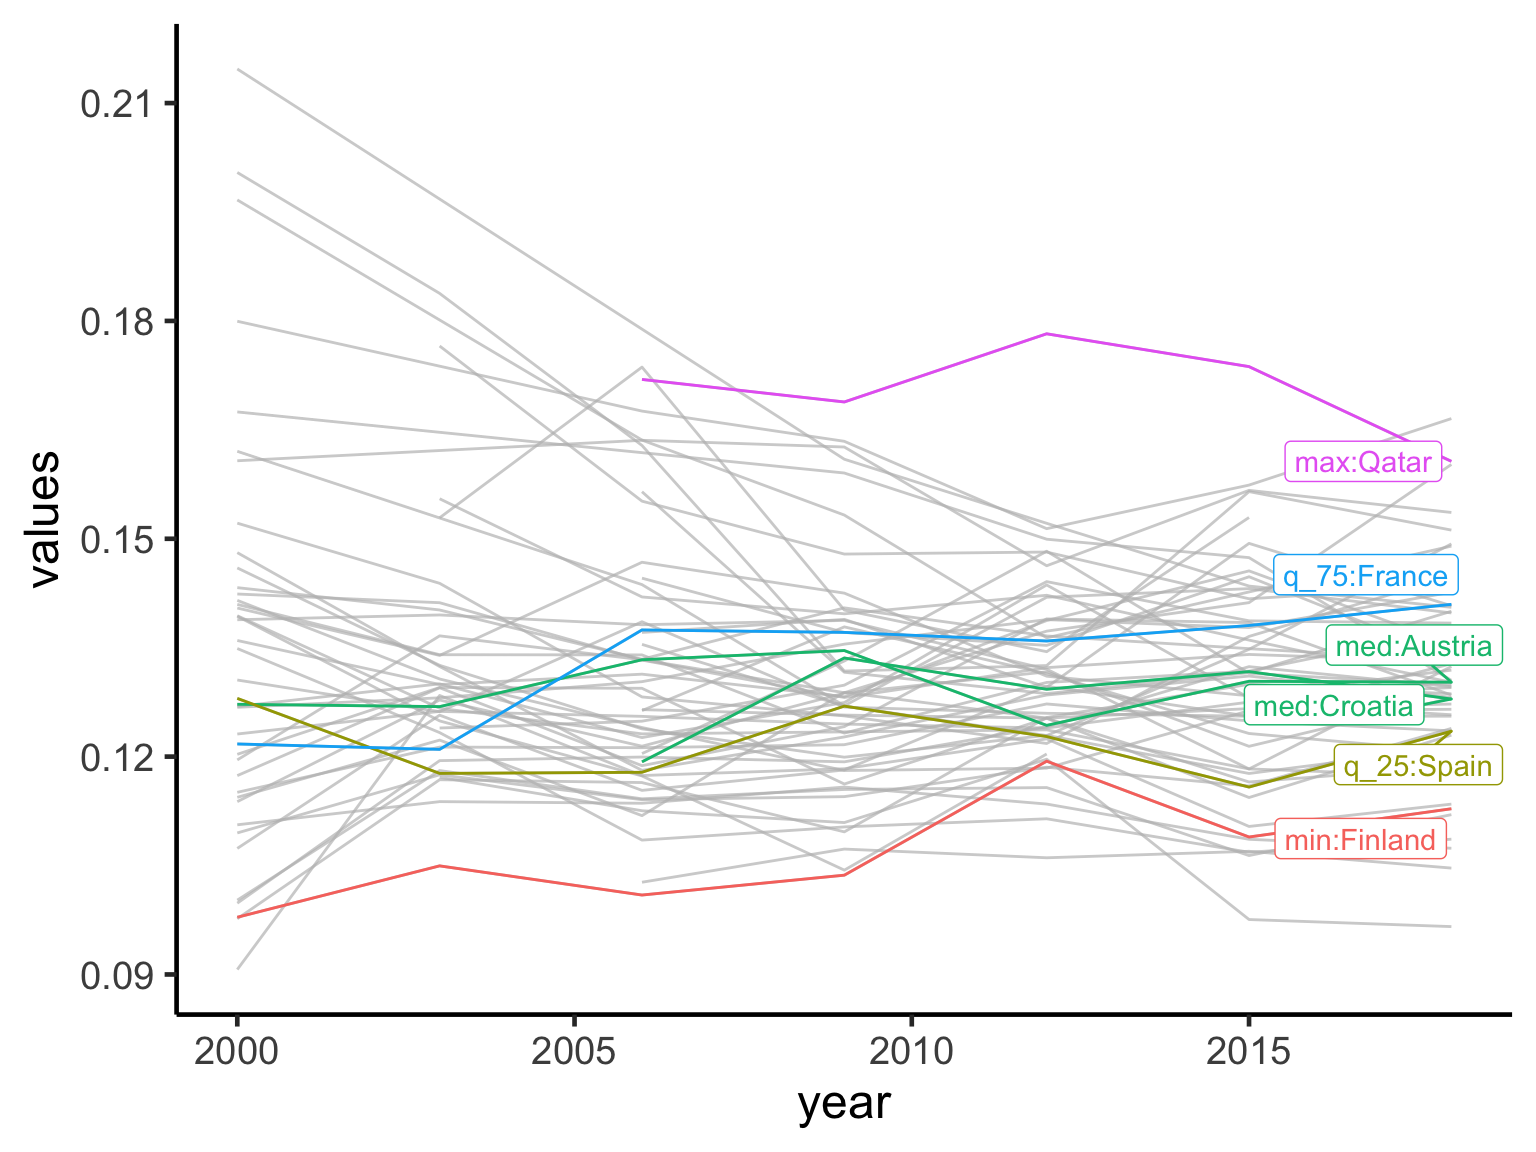 0.21
0.18
0.15
0.12
0.09
values
max:Qatar
q_75:France
med:Austria
med:Croatia
q_25:Spain
min:Finland
2000 2005 2010 2015
year